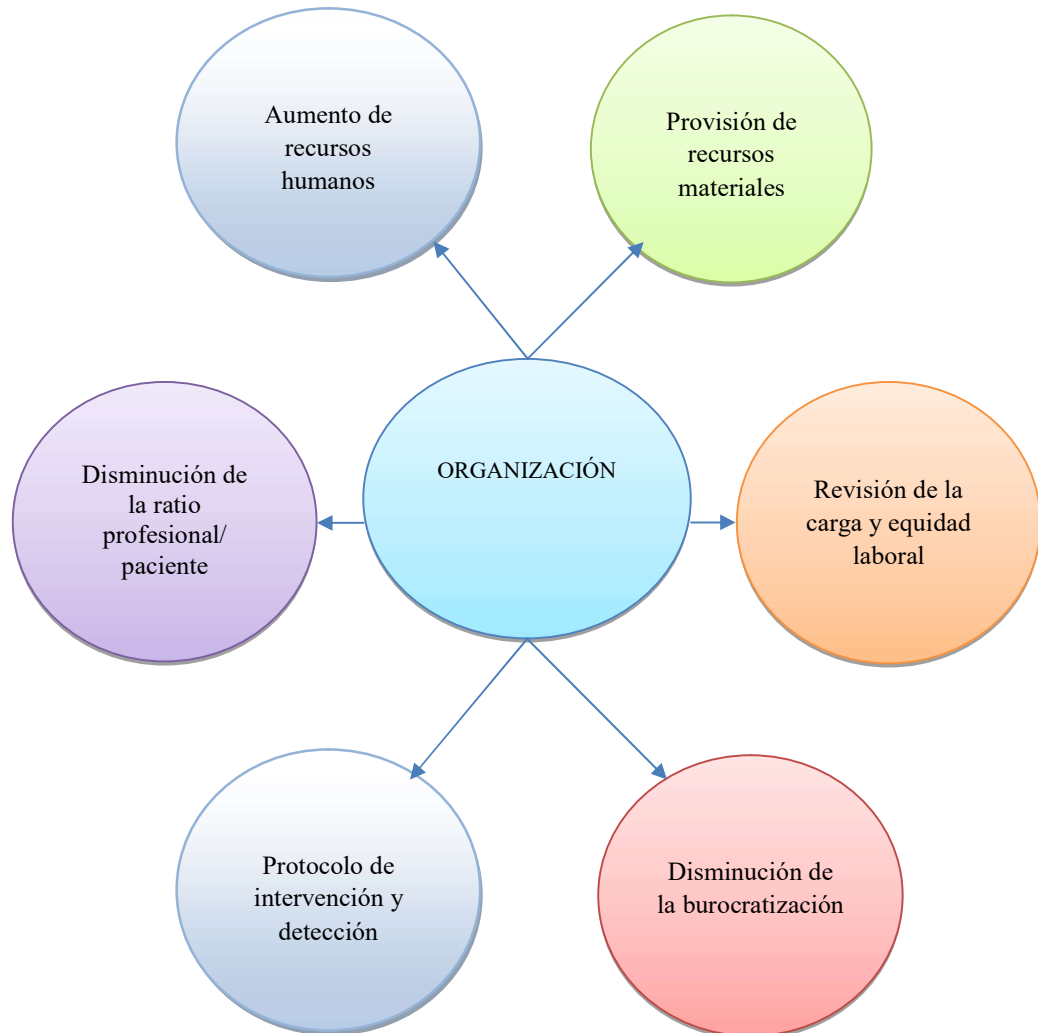 Aumento de
recursos
humanos
Provisión de
recursos
materiales
Disminución de
la ratio
profesional/
paciente
ORGANIZACIÓN
Revisión de la
carga y equidad
laboral
Protocolo de
intervención y
detección
Disminución de
la burocratización